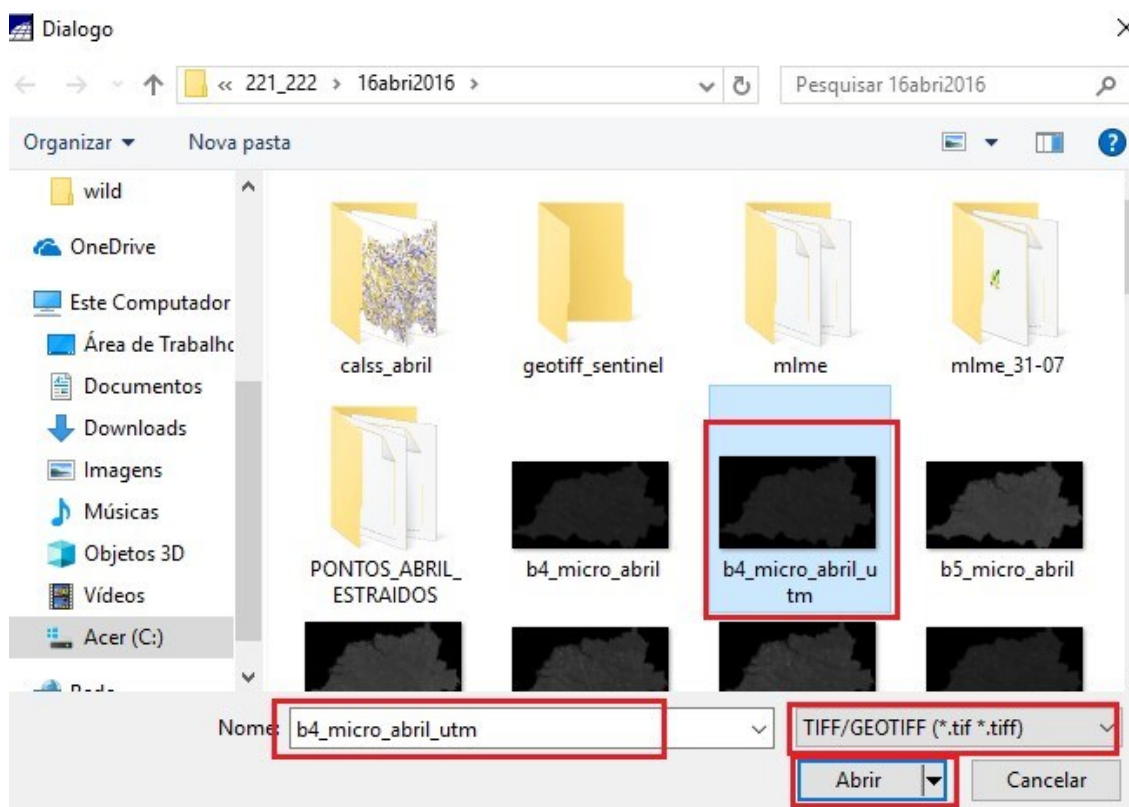 Dialogo
« 221_222 › 16abri2016 ›
Pesquisar 16abri2016
Organizar
Nova pasta
wild
OneDrive
Este Computador
Área de Trabalho
Documentos
Downloads
Imagens
Músicas
Objetos 3D
Vídeos
Acer (C:)
calss_abril
geotiff_sentinel
mlme
mlme_31-07
PONTOS_ABRIL_
ESTRAIDOS
b4_micro_abril
b4_micro_abril_u
tm
b5_micro_abril
Nome:
b4_micro_abril_utm
TIFF/GEOTIFF (*.tif *.tiff)
Abrir
Cancelar